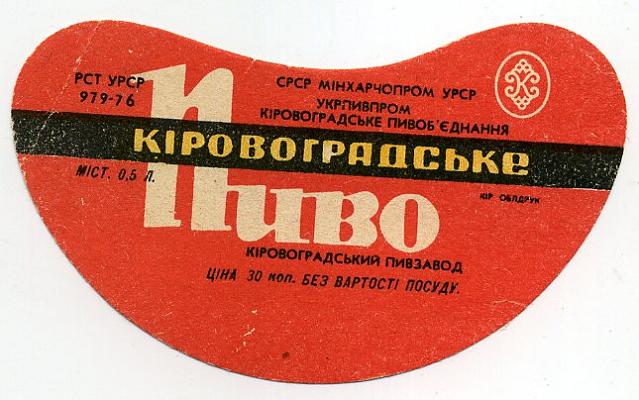 РСТ УРСР
979-76
СРСР МІНХАРЧОПРОМ УРСР
УКРПИВПРОМ
КІРОВОГРАДСЬКЕ ПИВОБ'ЄДНАННЯ
КІРОВОГРАДСЬКЕ
МІСТ. 0,5 Л.
Пиво
КІР ОБЛДРУК
КІРОВОГРАДСЬКИЙ ПИВЗАВОД
ЦІНА 30 коп. БЕЗ ВАРТОСТІ ПОСУДУ.